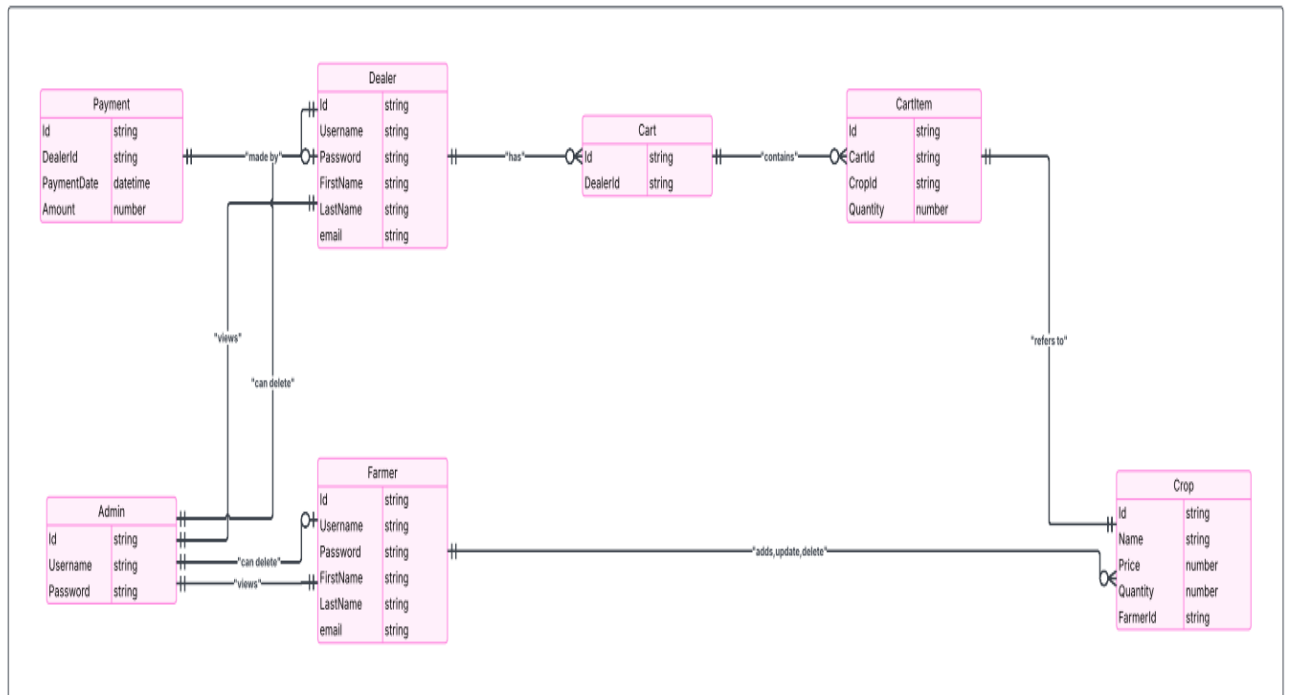 Payment
Id string
DealerId string
PaymentDate datetime
Amount number
"made by"
Dealer
Id string
Username string
Password string
FirstName string
LastName string
email string
"has"
Cart
Id string
DealerId string
"contains"
CartItem
Id string
CartId string
CropId string
Quantity number
"views"
"can delete"
"refers to"
Admin
Id string
Username string
Password string
"can delete"
"views"
Farmer
Id string
Username string
Password string
FirstName string
LastName string
email string
"adds,update,delete"
Crop
Id string
Name string
Price number
Quantity number
FarmerId string